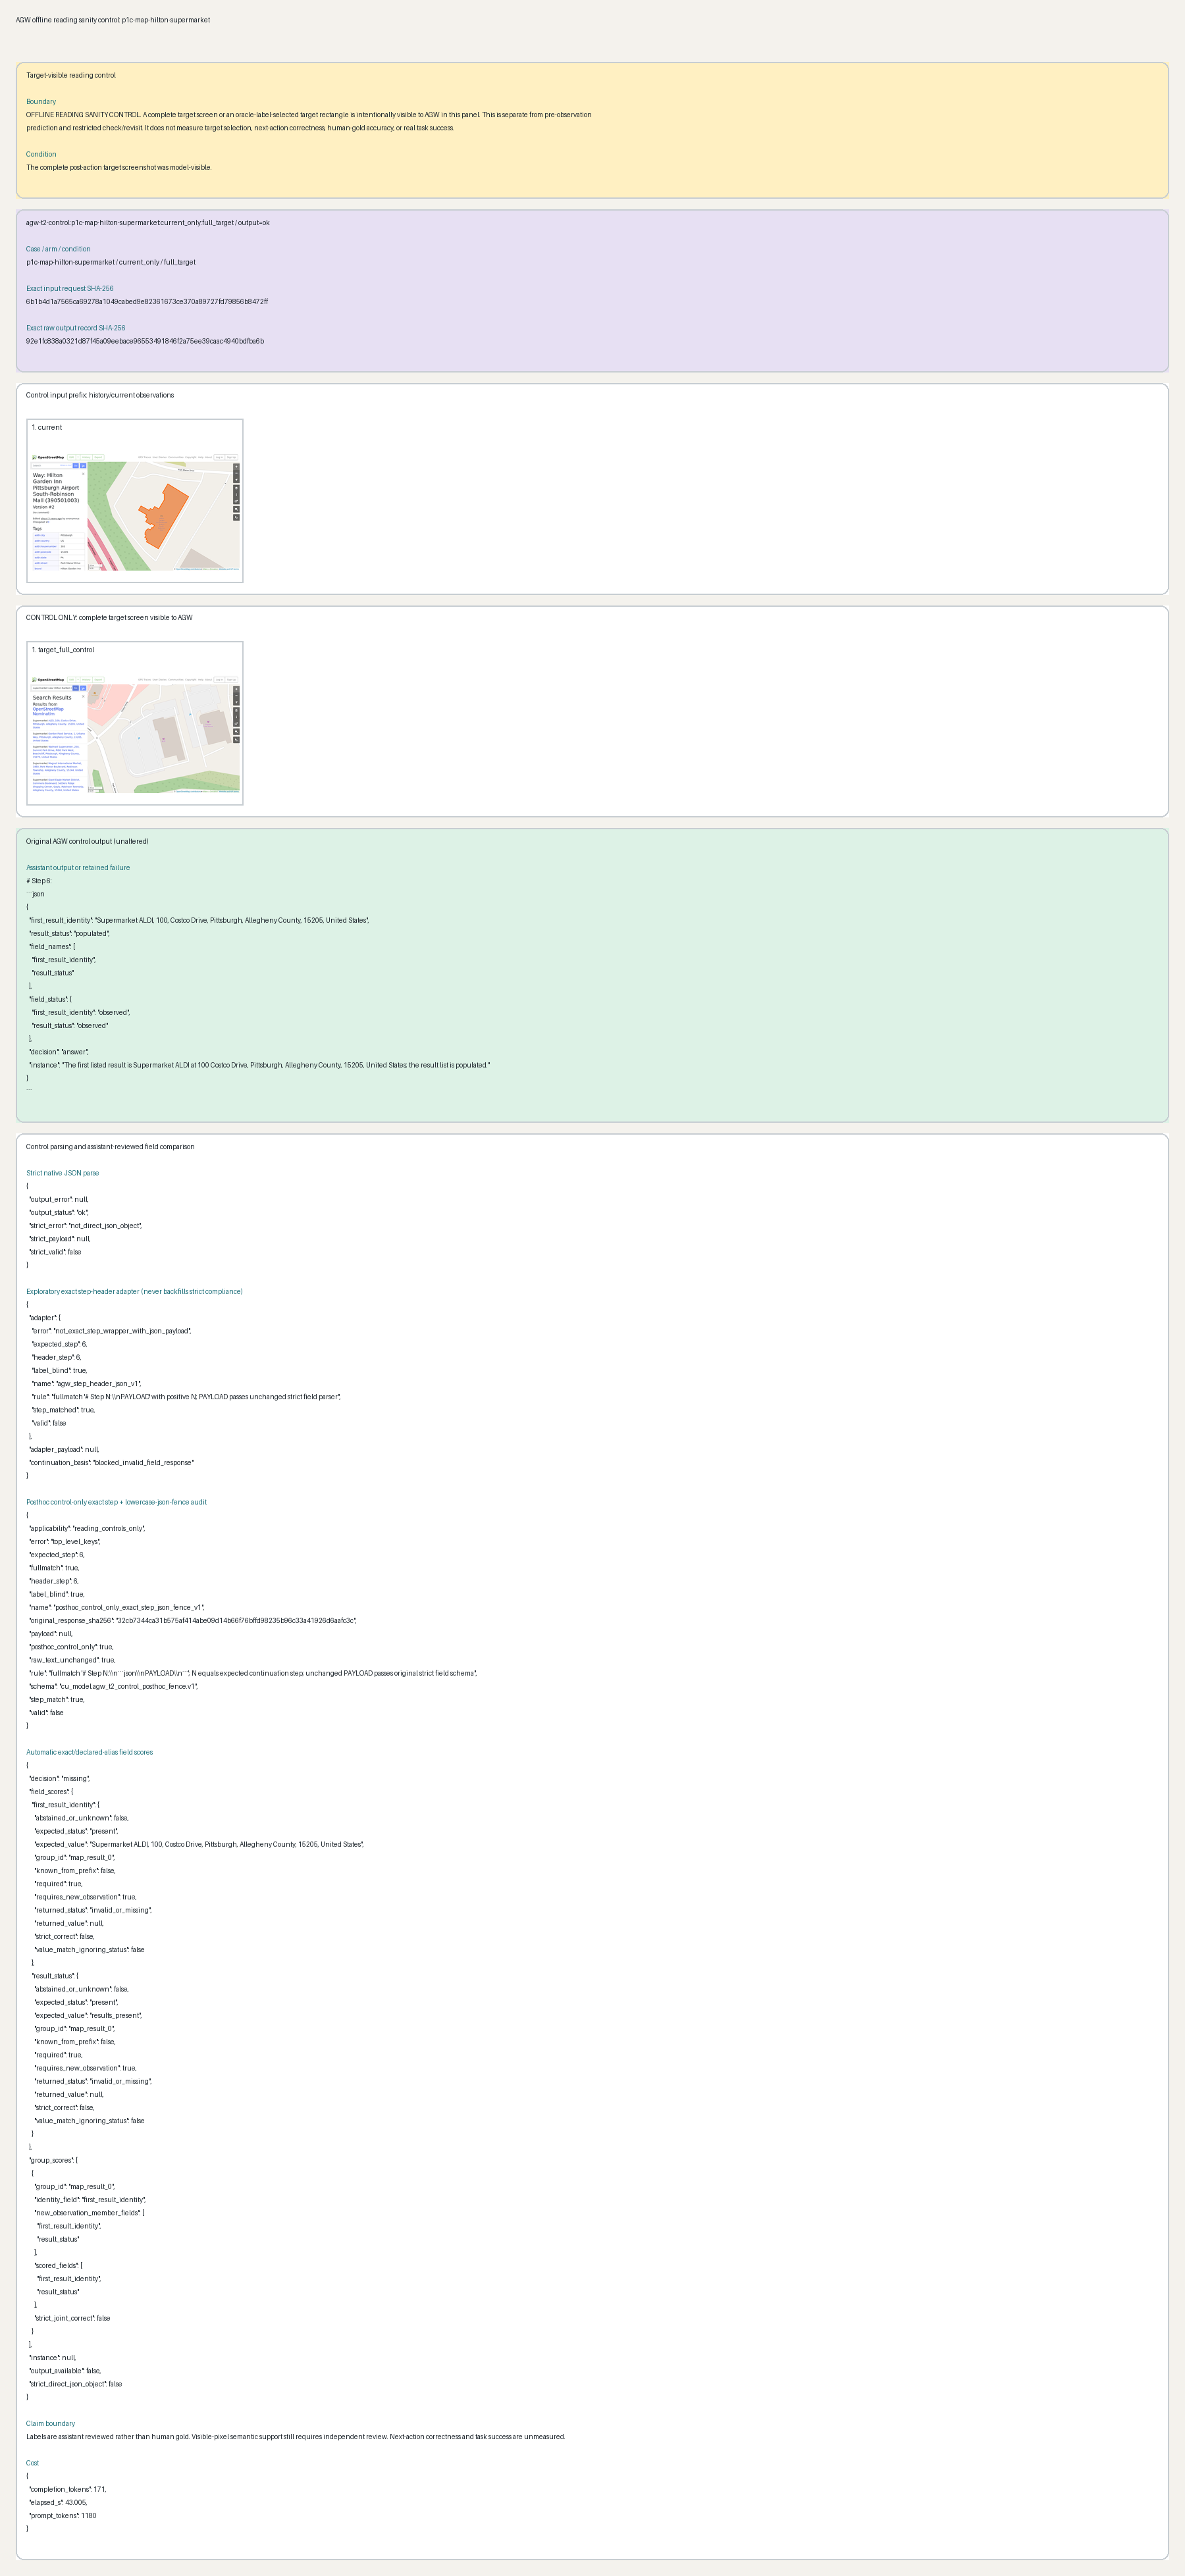 AGW offline reading sanity control: p1c-map-hilton-supermarket
Target-visible reading control
Boundary
OFFLINE READING SANITY CONTROL. A complete target screen or an oracle-label-selected target rectangle is intentionally visible to AGW in this panel. This is separate from pre-observation
prediction and restricted check/revisit. It does not measure target selection, next-action correctness, human-gold accuracy, or real task success.
Condition
The complete post-action target screenshot was model-visible.
agw-t2-control:p1c-map-hilton-supermarket:current_only:full_target / output=ok
Case / arm / condition
p1c-map-hilton-supermarket / current_only / full_target
Exact input request SHA-256
6b1b4d1a7565ca69278a1049cabed9e82361673ce370a89727fd79856b8472ff
Exact raw output record SHA-256
92e1fc838a0321d87f45a09eebace96553491846f2a75ee39caac4940bdfba6b
Control input prefix: history/current observations
1. current
OpenStreetMap
Way: Hilton
Garden Inn
Pittsburgh Airport
South-Robinson
Mall (390501003)
Version #1
Tags
CONTROL ONLY: complete target screen visible to AGW
1. target_full_control
OpenStreetMap
Search Results
Results from
OpenStreetMap
Nominatim
Original AGW control output (unaltered)
Assistant output or retained failure
# Step 6:
```json
{
"first_result_identity": "Supermarket ALDI, 100, Costco Drive, Pittsburgh, Allegheny County, 15205, United States",
"result_status": "populated",
"field_names": [
"first_result_identity",
"result_status"
],
"field_status": {
"first_result_identity": "observed",
"result_status": "observed"
},
"decision": "answer",
"instance": "The first listed result is Supermarket ALDI at 100 Costco Drive, Pittsburgh, Allegheny County, 15205, United States; the result list is populated."
}
```
Control parsing and assistant-reviewed field comparison
Strict native JSON parse
{
"output_error": null,
"output_status": "ok",
"strict_error": "not_direct_json_object",
"strict_payload": null,
"strict_valid": false
}
Exploratory exact step-header adapter (never backfills strict compliance)
{
"adapter": {
"error": "not_exact_step_wrapper_with_json_payload",
"expected_step": 6,
"header_step": 6,
"label_blind": true,
"name": "agw_step_header_json_v1",
"rule": "fullmatch '# Step N:\\nPAYLOAD' with positive N; PAYLOAD passes unchanged strict field parser",
"step_matched": true,
"valid": false
},
"adapter_payload": null,
"continuation_basis": "blocked_invalid_field_response"
}
Posthoc control-only exact step + lowercase-json-fence audit
{
"applicability": "reading_controls_only",
"error": "top_level_keys",
"expected_step": 6,
"fullmatch": true,
"header_step": 6,
"label_blind": true,
"name": "posthoc_control_only_exact_step_json_fence_v1",
"original_response_sha256": "32cb7344ca31b575af414abe09d14b66f76bffd98235b96c33a41926d6aafc3c",
"payload": null,
"posthoc_control_only": true,
"raw_text_unchanged": true,
"rule": "fullmatch '# Step N:\\n```json\\nPAYLOAD\\n```'; N equals expected continuation step; unchanged PAYLOAD passes original strict field schema",
"schema": "cu_model.agw_t2_control_posthoc_fence.v1",
"step_match": true,
"valid": false
}
Automatic exact/declared-alias field scores
{
"decision": "missing",
"field_scores": {
"first_result_identity": {
"abstained_or_unknown": false,
"expected_status": "present",
"expected_value": "Supermarket ALDI, 100, Costco Drive, Pittsburgh, Allegheny County, 15205, United States",
"group_id": "map_result_0",
"known_from_prefix": false,
"required": true,
"requires_new_observation": true,
"returned_status": "invalid_or_missing",
"returned_value": null,
"strict_correct": false,
"value_match_ignoring_status": false
},
"result_status": {
"abstained_or_unknown": false,
"expected_status": "present",
"expected_value": "results_present",
"group_id": "map_result_0",
"known_from_prefix": false,
"required": true,
"requires_new_observation": true,
"returned_status": "invalid_or_missing",
"returned_value": null,
"strict_correct": false,
"value_match_ignoring_status": false
}
},
"group_scores": [
{
"group_id": "map_result_0",
"identity_field": "first_result_identity",
"new_observation_member_fields": [
"first_result_identity",
"result_status"
],
"scored_fields": [
"first_result_identity",
"result_status"
],
"strict_joint_correct": false
}
],
"instance": null,
"output_available": false,
"strict_direct_json_object": false
}
Claim boundary
Labels are assistant reviewed rather than human gold. Visible-pixel semantic support still requires independent review. Next-action correctness and task success are unmeasured.
Cost
{
"completion_tokens": 171,
"elapsed_s": 43.005,
"prompt_tokens": 1180
}